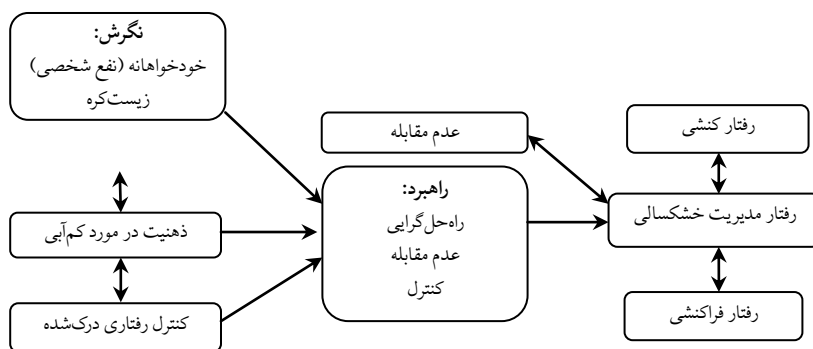 نگرش:
خودخواهانه (نفع شخصی)
زیست‌کره
عدم مقابله
رفتار کنشی
راهبرد:
راه‌حل‌گرایی
عدم مقابله
کنترل
رفتار مدیریت خشکسالی
ذهنیت در مورد کم‌آبی
کنترل رفتاری درک‌شده
رفتار فراکنشی